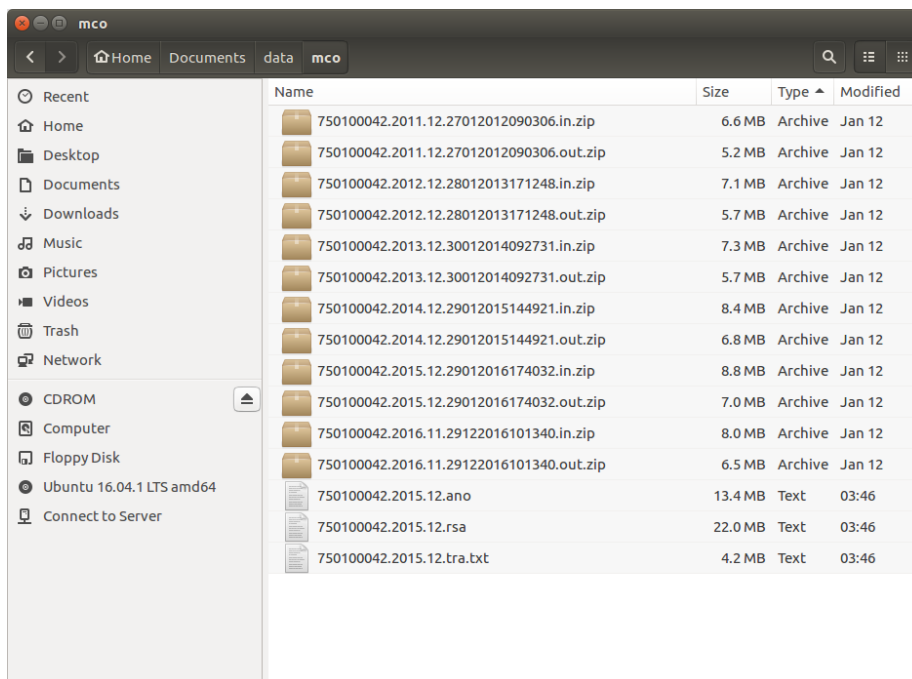 mco
Home Documents data mco
Recent
Home
Desktop
Documents
Downloads
Music
Pictures
Videos
Trash
Network
CDROM
Computer
Floppy Disk
Ubuntu 16.04.1 LTS amd64
Connect to Server
Name Size Type Modified
750100042.2011.12.27012012090306.in.zip 6.6 MB Archive Jan 12
750100042.2011.12.27012012090306.out.zip 5.2 MB Archive Jan 12
750100042.2012.12.28012013171248.in.zip 7.1 MB Archive Jan 12
750100042.2012.12.28012013171248.out.zip 5.7 MB Archive Jan 12
750100042.2013.12.30012014092731.in.zip 7.3 MB Archive Jan 12
750100042.2013.12.30012014092731.out.zip 5.7 MB Archive Jan 12
750100042.2014.12.29012015144921.in.zip 8.4 MB Archive Jan 12
750100042.2014.12.29012015144921.out.zip 6.8 MB Archive Jan 12
750100042.2015.12.29012016174032.in.zip 8.8 MB Archive Jan 12
750100042.2015.12.29012016174032.out.zip 7.0 MB Archive Jan 12
750100042.2016.11.29122016101340.in.zip 8.0 MB Archive Jan 12
750100042.2016.11.29122016101340.out.zip 6.5 MB Archive Jan 12
750100042.2015.12.ano 13.4 MB Text 03:46
750100042.2015.12.rsa 22.0 MB Text 03:46
750100042.2015.12.tra.txt 4.2 MB Text 03:46